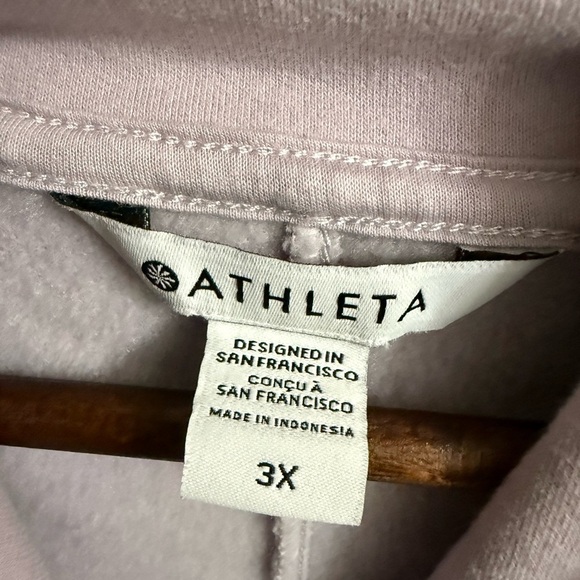 ATHLETA
DESIGNED IN
SAN FRANCISCO
CONÇU À
SAN FRANCISCO
MADE IN INDONESIA
3X